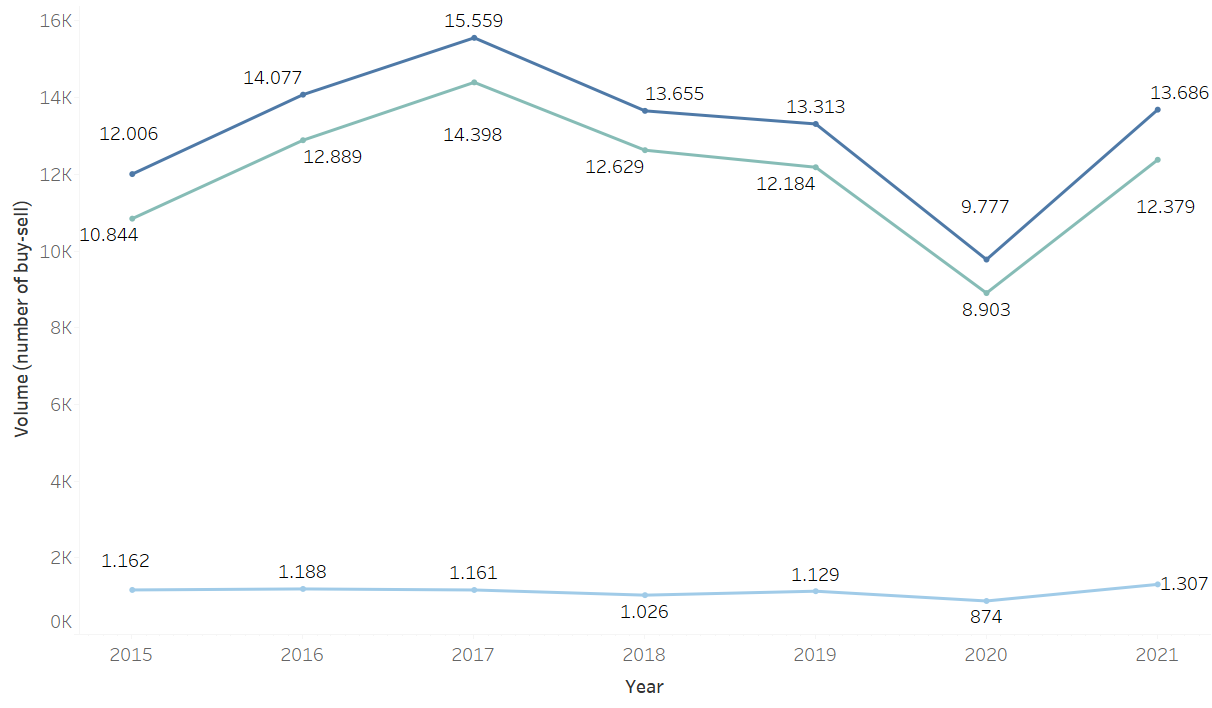 16K
15.559
14.077
14K
13.655
13.313
13.686
12.006
14.398
12.889
12.629
12K
12.184
12.379
10.844
9.777
10K
8K
8.903
Volume (number of buy-sell)
6K
4K
2K
1.162
1.188
1.161
1.129
1.307
1.026
874
0K
2015 2016 2017 2018 2019 2020 2021
Year